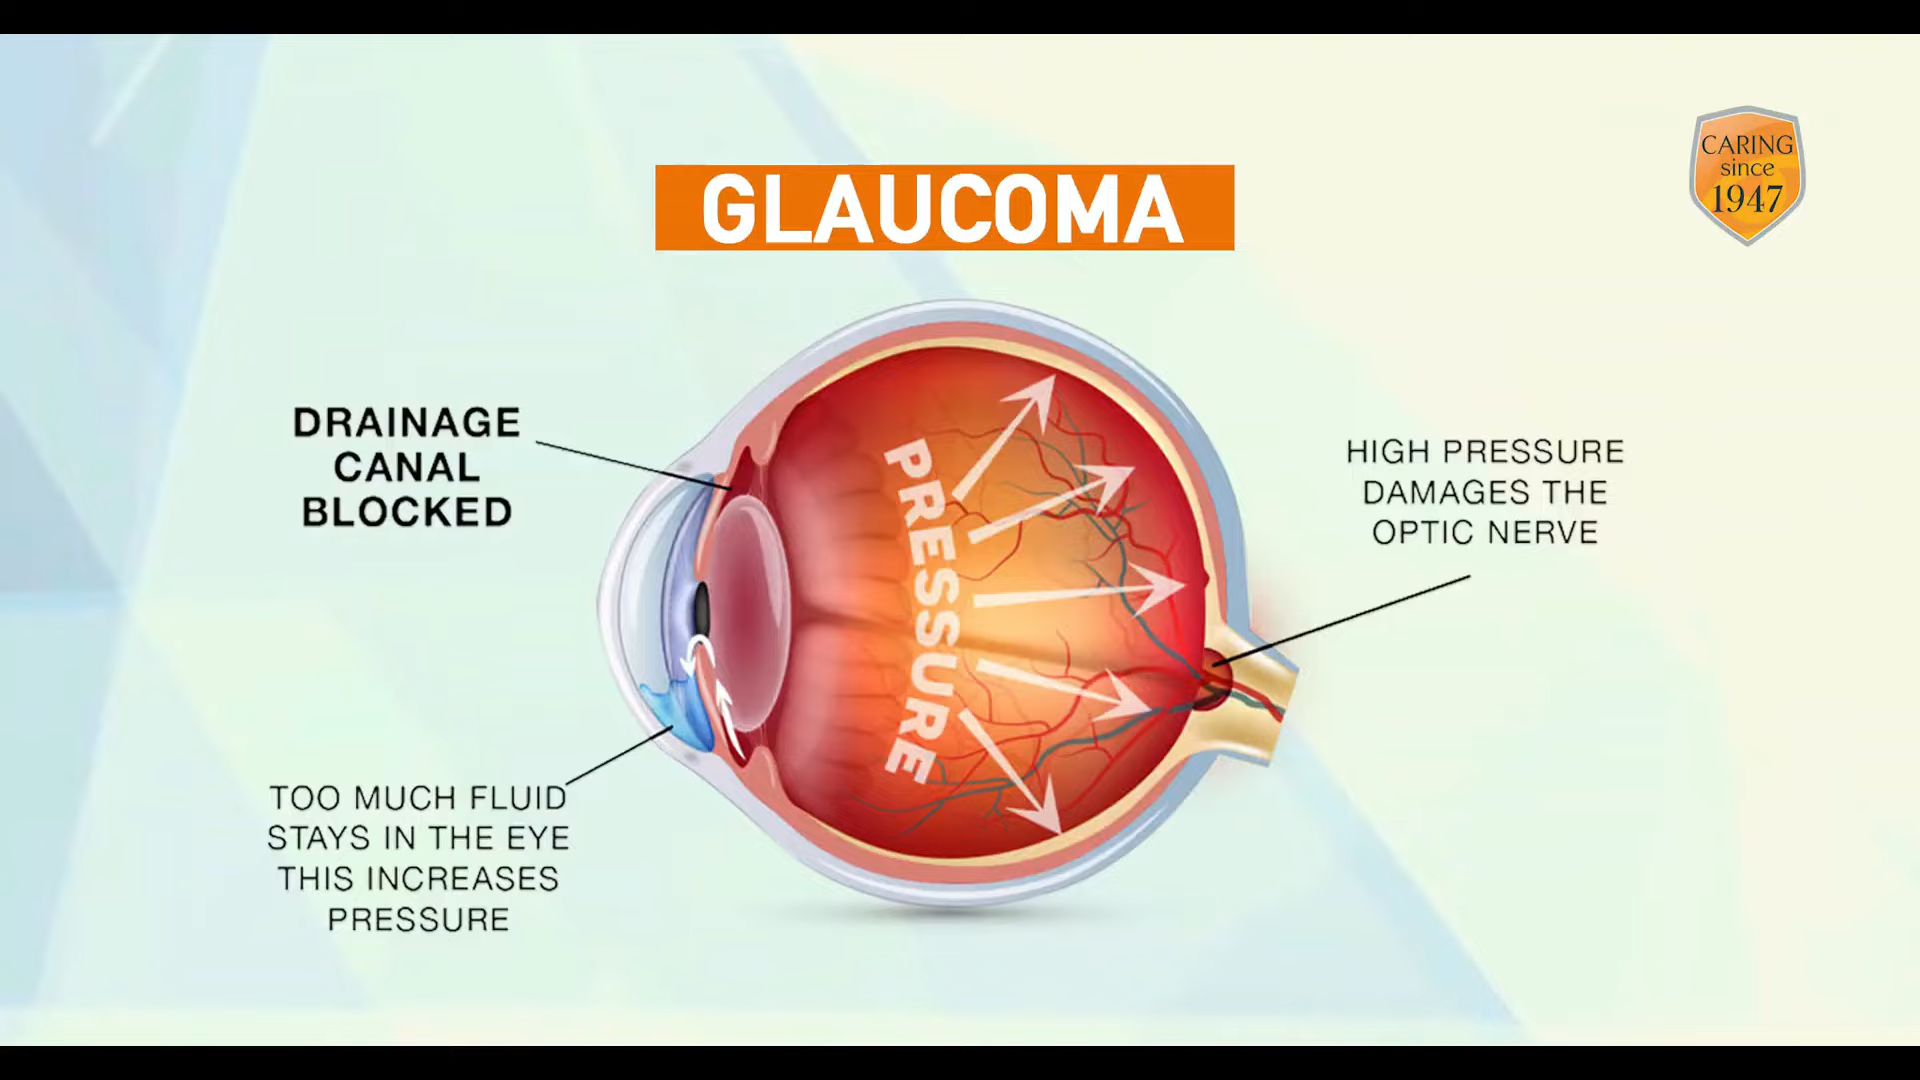 CARING
since
1947
GLAUCOMA
DRAINAGE
CANAL
BLOCKED
PRESSURE
HIGH PRESSURE
DAMAGES THE
OPTIC NERVE
TOO MUCH FLUID
STAYS IN THE EYE
THIS INCREASES
PRESSURE